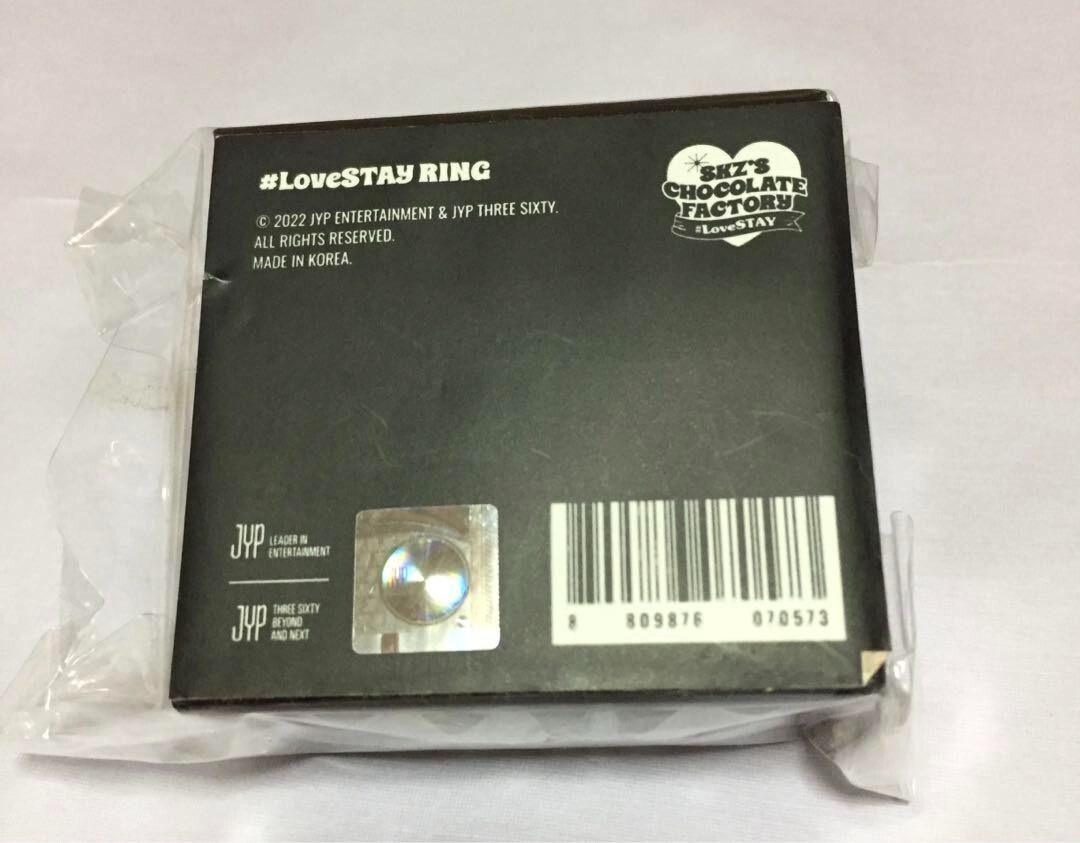 #LoveSTAY RING
© 2022 JYP ENTERTAINMENT & JYP THREE SIXTY.
ALL RIGHTS RESERVED.
MADE IN KOREA.
SKZ'S
CHOCOLATE
FACTORY
#LoveSTAY
JYP LEADER IN
ENTERTAINMENT
JYP THREE SIXTY
BEYOND
AND NEXT
JYP
8 809876 070573